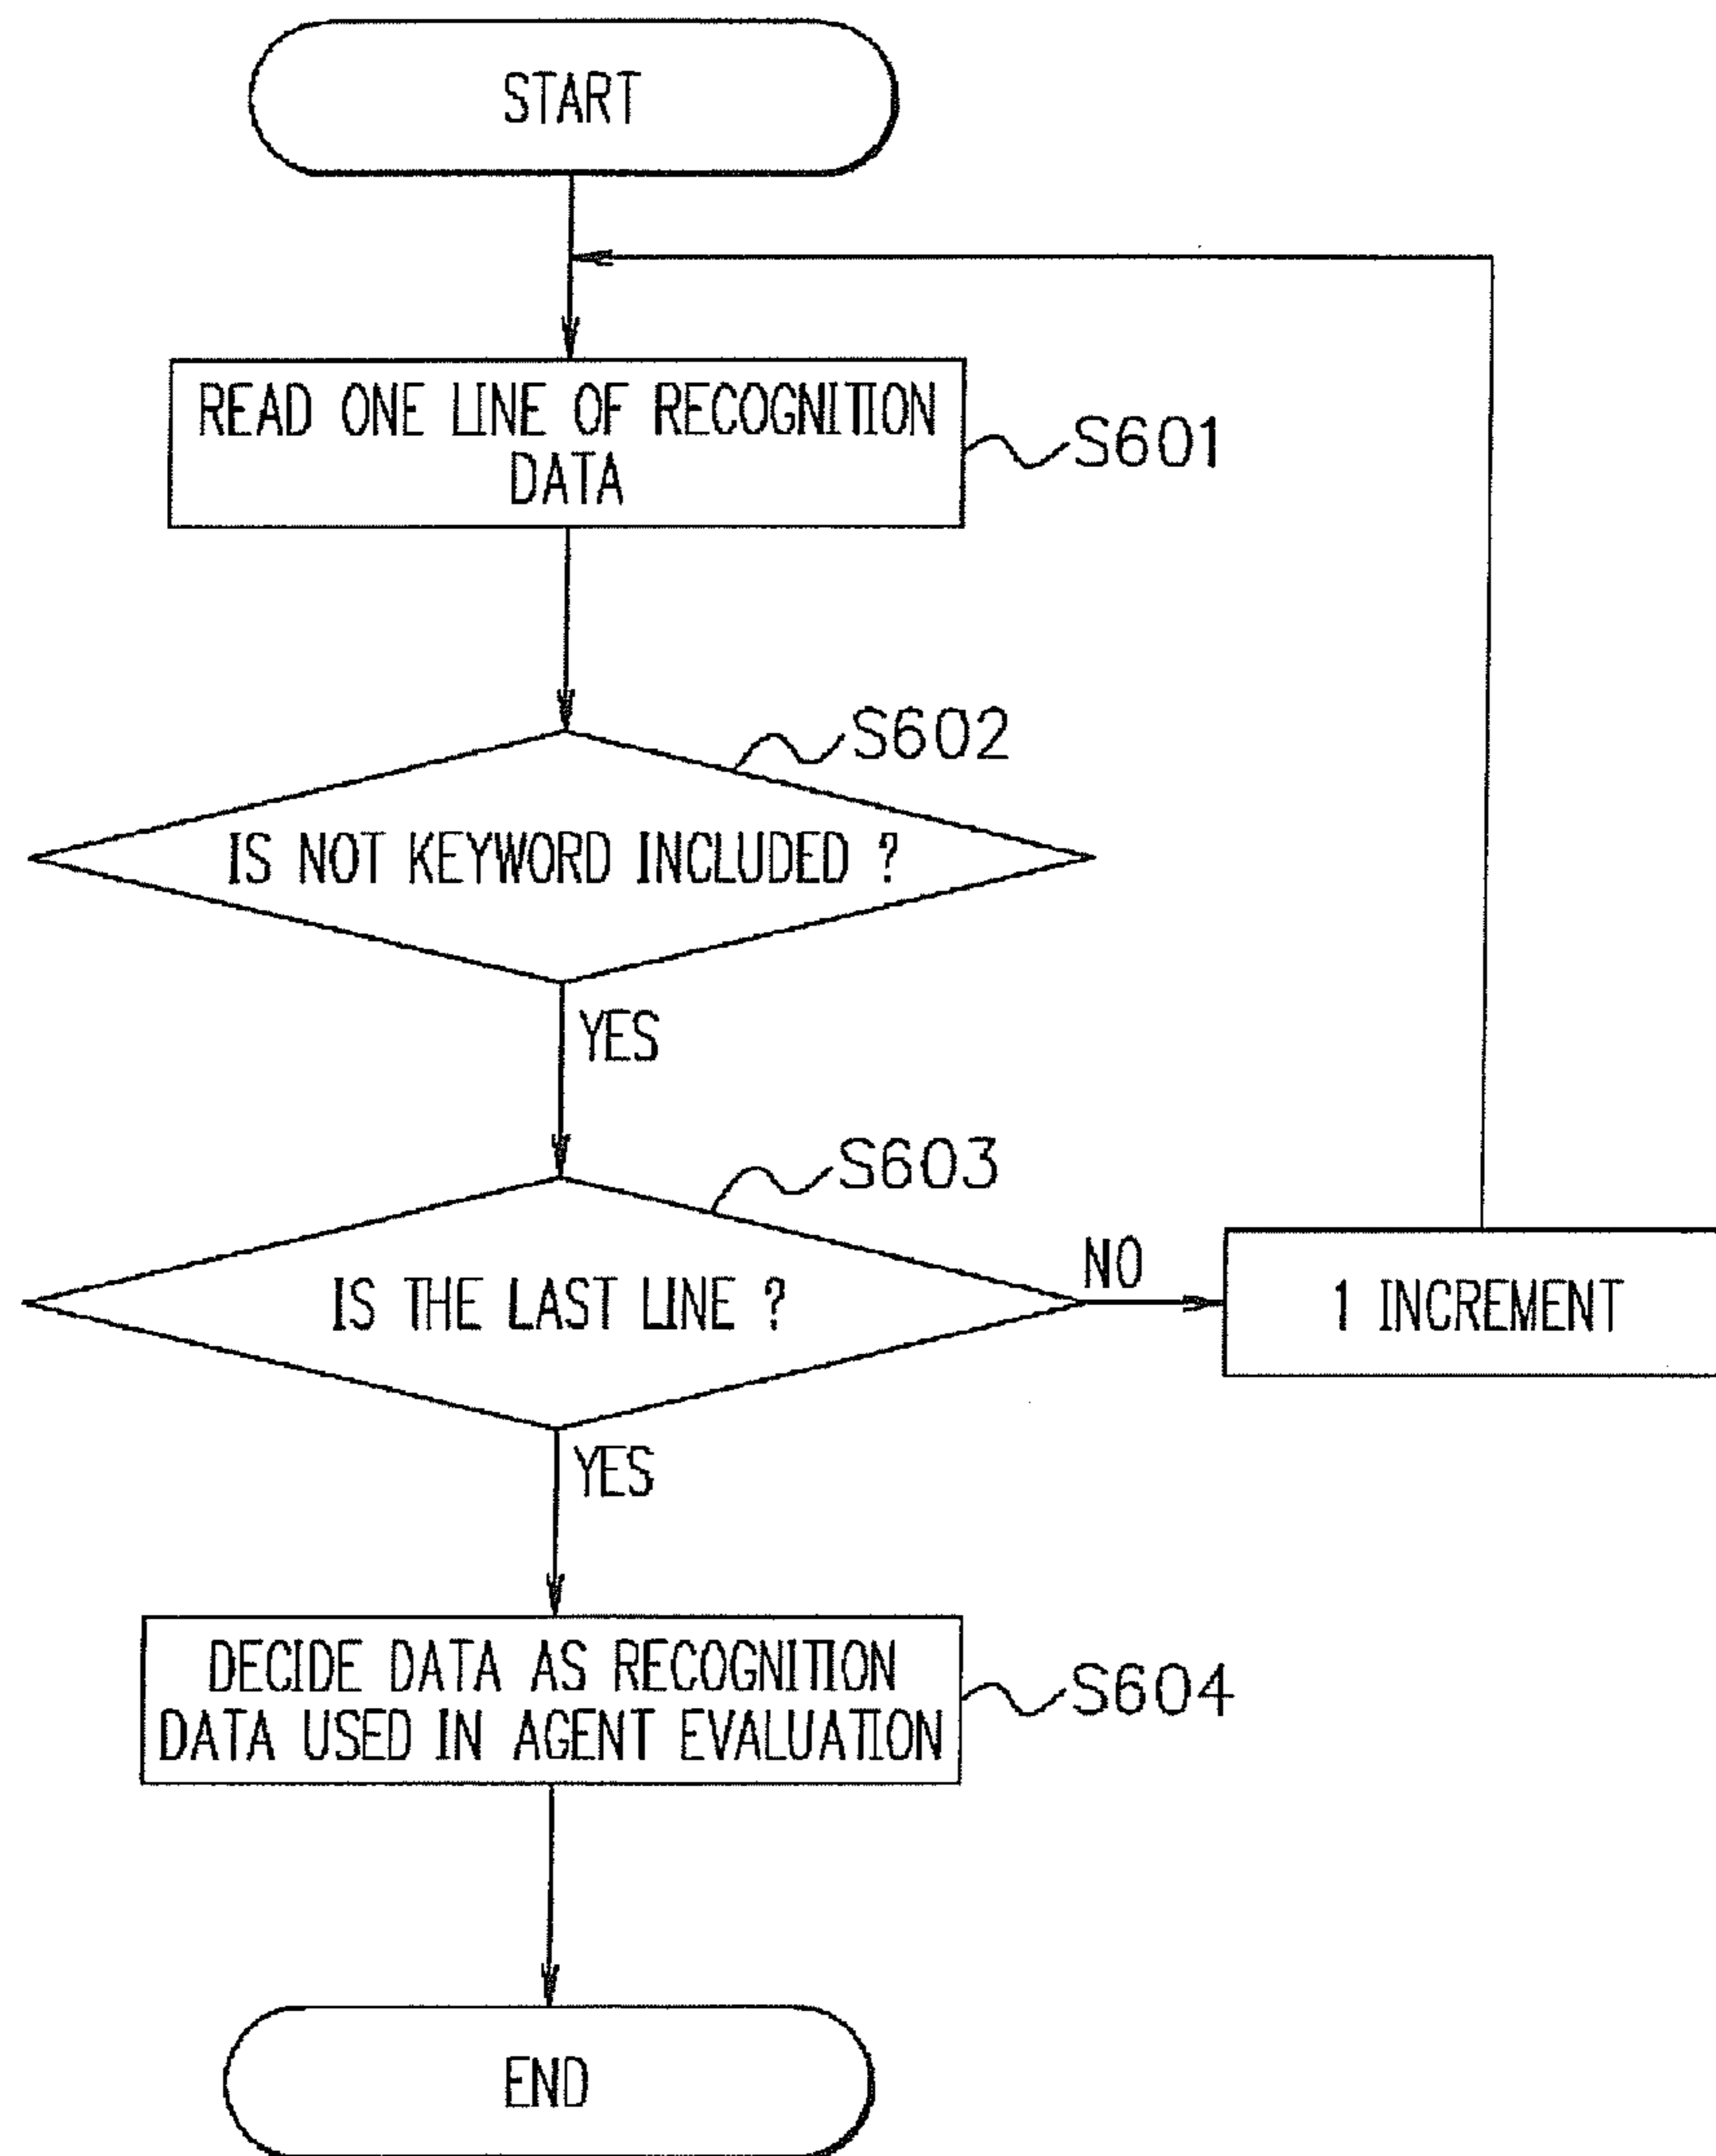 START
READ ONE LINE OF RECOGNITION
DATA
S601
S602
IS NOT KEYWORD INCLUDED ?
YES
S603
IS THE LAST LINE ?
NO
1 INCREMENT
YES
DECIDE DATA AS RECOGNITION
DATA USED IN AGENT EVALUATION
S604
END